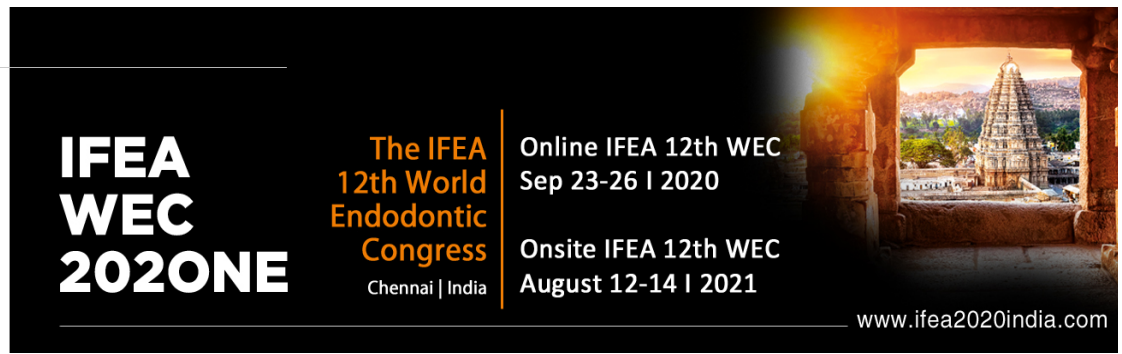 IFEA
WEC
202ONE
The IFEA
12th World
Endodontic
Congress
Chennai | India
Online IFEA 12th WEC
Sep 23-26 I 2020
Onsite IFEA 12th WEC
August 12-14 I 2021
www.ifea2020india.com